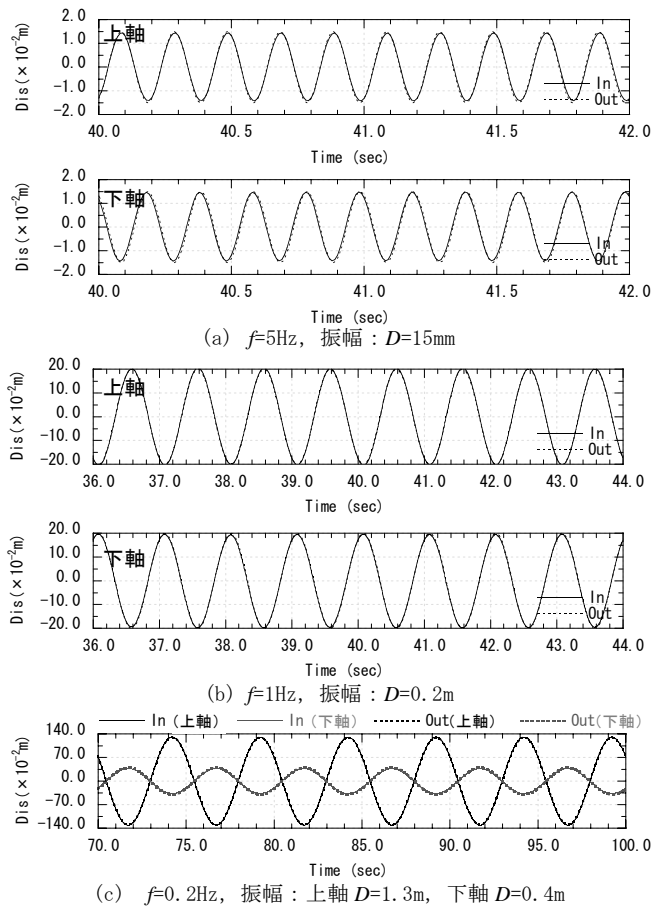 2.0
上軸
1.0
0.0
-1.0
-2.0
Dis(×10⁻²m)
In
Out
40.0 40.5 41.0 41.5 42.0
Time (sec)
2.0
下軸
1.0
0.0
-1.0
-2.0
Dis(×10⁻²m)
In
Out
40.0 40.5 41.0 41.5 42.0
Time (sec)
(a) f=5Hz, 振幅：D=15mm
20.0
上軸
10.0
0.0
-10.0
-20.0
Dis(×10⁻²m)
In
Out
36.0 37.0 38.0 39.0 40.0 41.0 42.0 43.0 44.0
Time (sec)
20.0
下軸
10.0
0.0
-10.0
-20.0
Dis(×10⁻²m)
In
Out
36.0 37.0 38.0 39.0 40.0 41.0 42.0 43.0 44.0
Time (sec)
(b) f=1Hz, 振幅：D=0.2m
In (上軸) In (下軸) Out(上軸) Out(下軸)
140.0
70.0
0.0
-70.0
-140.0
Dis(×10⁻²m)
70.0 75.0 80.0 85.0 90.0 95.0 100.0
Time (sec)
(c) f=0.2Hz, 振幅：上軸 D=1.3m, 下軸 D=0.4m